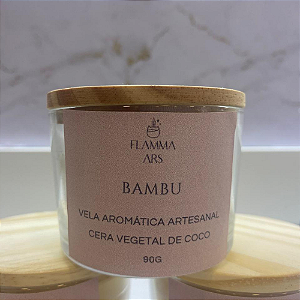 FLAMMA
ARS
BAMBU
VELA AROMÁTICA ARTESANAL
CERA VEGETAL DE COCO
90G